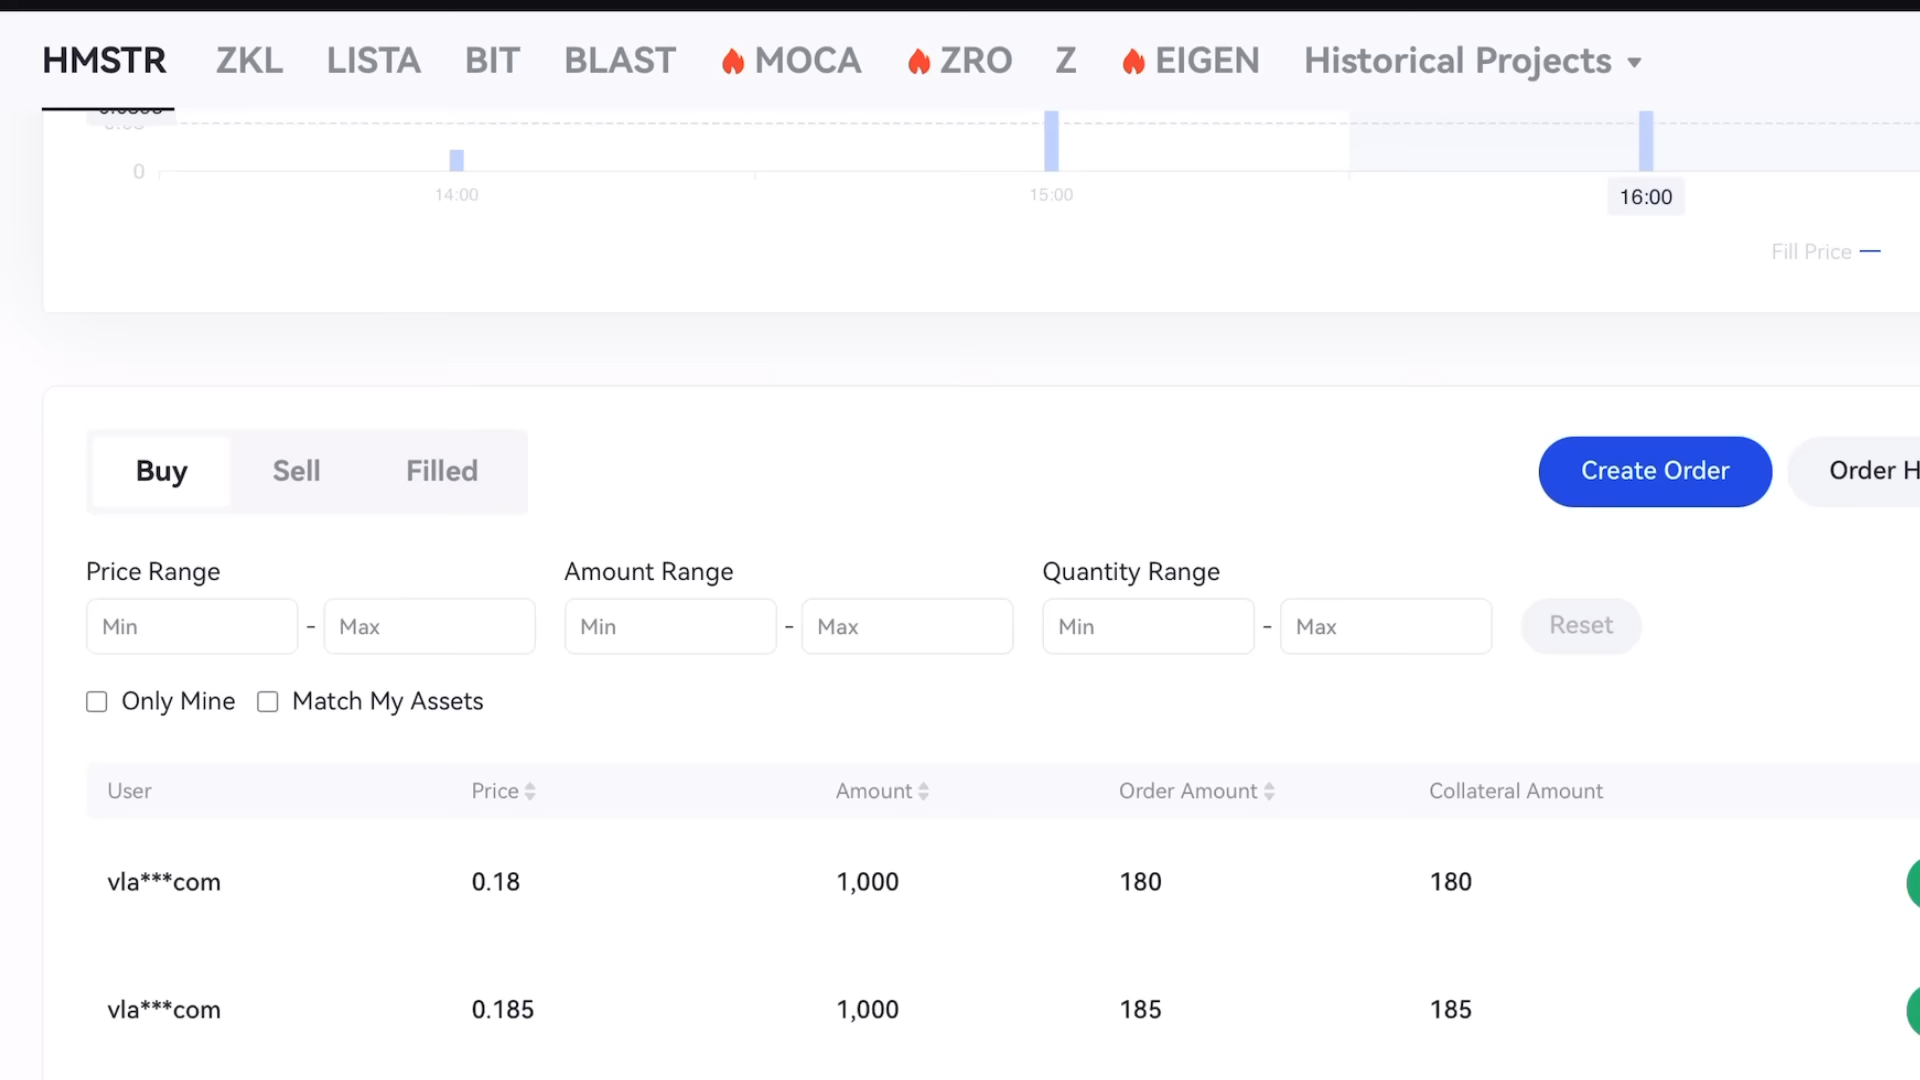 HMSTR ZKL LISTA BIT BLAST MOCA ZRO Z EIGEN Historical Projects
0
14:00 15:00 16:00
Fill Price
Buy Sell Filled Create Order Order H
Price Range Amount Range Quantity Range
Min - Max Min - Max Min - Max Reset
Only Mine Match My Assets
User Price Amount Order Amount Collateral Amount
vla***com 0.18 1,000 180 180
vla***com 0.185 1,000 185 185